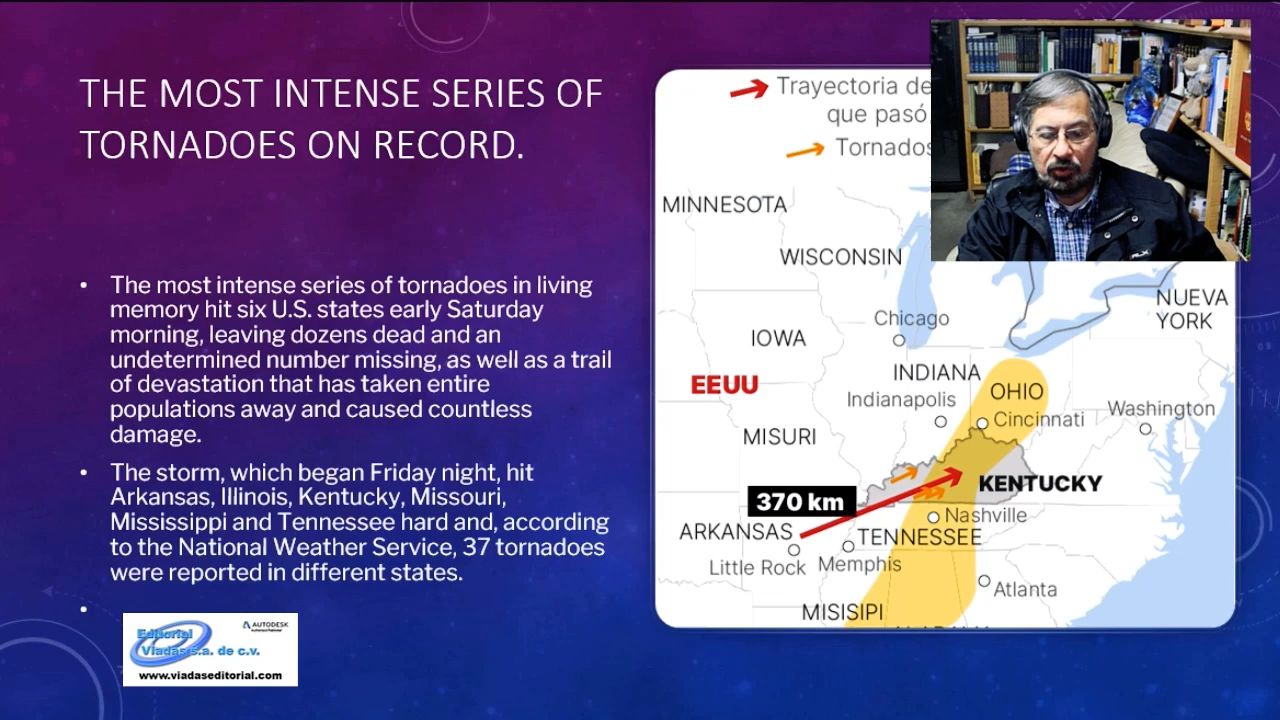 THE MOST INTENSE SERIES OF
TORNADOES ON RECORD.
• The most intense series of tornadoes in living
memory hit six U.S. states early Saturday
morning, leaving dozens dead and an
undetermined number missing, as well as a trail
of devastation that has taken entire
populations away and caused countless
damage.
• The storm, which began Friday night, hit
Arkansas, Illinois, Kentucky, Missouri,
Mississippi and Tennessee hard and, according
to the National Weather Service, 37 tornadoes
were reported in different states.
•
Editorial
Viadas s.a. de c.v.
AUTODESK
Authorized Publisher
www.viadaseditorial.com
Trayectoria de
que pasó
Tornados
MINNESOTA
WISCONSIN
NUEVA
YORK
Chicago
IOWA
INDIANA
EEUU
OHIO
Indianapolis
Washington
Cincinnati
MISURI
KENTUCKY
370 km
Nashville
ARKANSAS
TENNESSEE
Little Rock
Memphis
Atlanta
MISISIPI